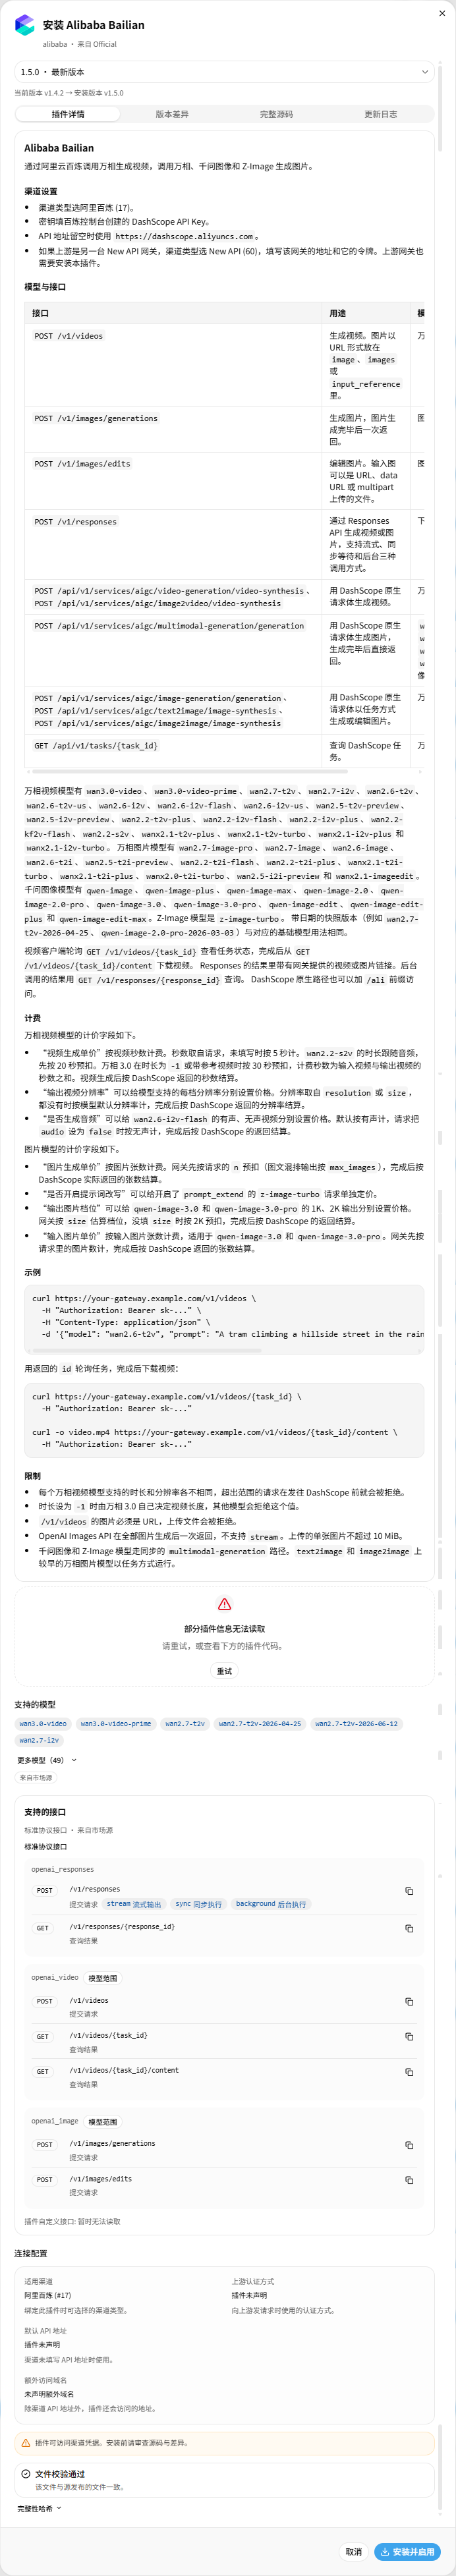 安装 Alibaba Bailian
alibaba • 来自 Official
1.5.0 • 最新版本
当前版本 v1.4.2 → 安装版本 v1.5.0
插件详情
版本差异
完整源码
更新日志
Alibaba Bailian
通过阿里云百炼调用万相生成视频，调用万相、千问图像和 Z-Image 生成图片。
渠道设置
• 渠道类型选阿里百炼 (17)。
• 密钥填百炼控制台创建的 DashScope API Key。
• API 地址留空时使用 https://dashscope.aliyuncs.com 。
• 如果上游是另一台 New API 网关，渠道类型选 New API (60)，填写该网关的地址和它的令牌。上游网关也
需要安装本插件。
模型与接口
接口 用途 模
POST /v1/videos 生成视频。图片以 万
URL 形式放在
image 、 images
或
input_reference
里。
POST /v1/images/generations 生成图片，图片生 图
成完毕后一次返
回。
POST /v1/images/edits 编辑图片。输入图 图
可以是 URL、data
URL 或 multipart
上传的文件。
POST /v1/responses 通过 Responses 下
API 生成视频或图
片，支持流式、同
步等待和后台三种
调用方式。
POST /api/v1/services/aigc/video-generation/video-synthesis 、 用 DashScope 原生 万
POST /api/v1/services/aigc/image2video/video-synthesis 请求体生成视频。
POST /api/v1/services/aigc/multimodal-generation/generation 用 DashScope 原生 w
请求体生成图片， w
生成完毕后直接返 w
回。 w
像
POST /api/v1/services/aigc/image-generation/generation 、 用 DashScope 原生 万
POST /api/v1/services/aigc/text2image/image-synthesis 、 请求体以任务方式
POST /api/v1/services/aigc/image2image/image-synthesis 生成或编辑图片。
GET /api/v1/tasks/{task_id} 查询 DashScope 任 万
务。
万相视频模型有 wan3.0-video 、 wan3.0-video-prime 、 wan2.7-t2v 、 wan2.7-i2v 、 wan2.6-t2v 、
wan2.6-t2v-us 、 wan2.6-i2v 、 wan2.6-i2v-flash 、 wan2.6-i2v-us 、 wan2.5-t2v-preview 、
wan2.5-i2v-preview 、 wan2.2-t2v-plus 、 wan2.2-i2v-flash 、 wan2.2-i2v-plus 、 wan2.2-
kf2v-flash 、 wan2.2-s2v 、 wanx2.1-t2v-plus 、 wanx2.1-t2v-turbo 、 wanx2.1-i2v-plus 和
wanx2.1-i2v-turbo 。 万相图片模型有 wan2.7-image-pro 、 wan2.7-image 、 wan2.6-image 、
wan2.6-t2i 、 wan2.5-t2i-preview 、 wan2.2-t2i-flash 、 wan2.2-t2i-plus 、 wanx2.1-t2i-
turbo 、 wanx2.1-t2i-plus 、 wanx2.0-t2i-turbo 、 wan2.5-i2i-preview 和 wanx2.1-imageedit 。
千问图像模型有 qwen-image 、 qwen-image-plus 、 qwen-image-max 、 qwen-image-2.0 、 qwen-
image-2.0-pro 、 qwen-image-3.0 、 qwen-image-3.0-pro 、 qwen-image-edit 、 qwen-image-edit-
plus 和 qwen-image-edit-max 。Z-Image 模型是 z-image-turbo 。带日期的快照版本（例如 wan2.7-
t2v-2026-04-25 、 qwen-image-2.0-pro-2026-03-03 ）与对应的基础模型用法相同。
视频客户端轮询 GET /v1/videos/{task_id} 查看任务状态，完成后从 GET
/v1/videos/{task_id}/content 下载视频。 Responses 的结果里带有网关提供的视频或图片链接。后台
调用的结果用 GET /v1/responses/{response_id} 查询。 DashScope 原生路径也可以加 /ali 前缀访
问。
计费
万相视频模型的计价字段如下。
• “视频生成单价”按视频秒数计费。秒数取自请求，未填写时按 5 秒计。 wan2.2-s2v 的时长跟随音频，
先按 20 秒预扣。万相 3.0 在时长为 -1 或带参考视频时按 30 秒预扣，计费秒数为输入视频与输出视频的
秒数之和。视频生成后按 DashScope 返回的秒数结算。
• “输出视频分辨率”可以给模型支持的每档分辨率分别设置价格。分辨率取自 resolution 或 size ，
都没有时按模型默认分辨率计，完成后按 DashScope 返回的分辨率结算。
• “是否生成音频”可以给 wan2.6-i2v-flash 的有声、无声视频分别设置价格。默认按有声计，请求把
audio 设为 false 时按无声计，完成后按 DashScope 的返回结算。
图片模型的计价字段如下。
• “图片生成单价”按图片张数计费。网关先按请求的 n 预扣（图文混排输出按 max_images ），完成后按
DashScope 实际返回的张数结算。
• “是否开启提示词改写”可以给开启了 prompt_extend 的 z-image-turbo 请求单独定价。
• “输出图片档位”可以给 qwen-image-3.0 和 qwen-image-3.0-pro 的 1K、2K 输出分别设置价格。
网关按 size 估算档位，没填 size 时按 2K 预扣，完成后按 DashScope 的返回结算。
• “输入图片单价”按输入图片张数计费，适用于 qwen-image-3.0 和 qwen-image-3.0-pro 。网关先按
请求里的图片数计，完成后按 DashScope 返回的张数结算。
示例
curl https://your-gateway.example.com/v1/videos \
-H "Authorization: Bearer sk-..." \
-H "Content-Type: application/json" \
-d '{"model": "wan2.6-t2v", "prompt": "A tram climbing a hillside street in the rain
用返回的 id 轮询任务，完成后下载视频：
curl https://your-gateway.example.com/v1/videos/{task_id} \
-H "Authorization: Bearer sk-..."
curl -o video.mp4 https://your-gateway.example.com/v1/videos/{task_id}/content \
-H "Authorization: Bearer sk-..."
限制
• 每个万相视频模型支持的时长和分辨率各不相同，超出范围的请求在发往 DashScope 前就会被拒绝。
• 时长设为 -1 时由万相 3.0 自己决定视频长度，其他模型会拒绝这个值。
• /v1/videos 的图片必须是 URL，上传文件会被拒绝。
• OpenAI Images API 在全部图片生成后一次返回，不支持 stream 。上传的单张图片不超过 10 MiB。
• 千问图像和 Z-Image 模型走同步的 multimodal-generation 路径。 text2image 和 image2image 上
较早的万相图片模型以任务方式运行。
部分插件信息无法读取
请重试，或查看下方的插件代码。
重试
支持的模型
wan3.0-video wan3.0-video-prime wan2.7-t2v wan2.7-t2v-2026-04-25 wan2.7-t2v-2026-06-12
wan2.7-i2v
更多模型（49）
来自市场源
支持的接口
标准协议接口 • 来自市场源
标准协议接口
openai_responses
POST /v1/responses
提交请求 stream 流式输出 sync 同步执行 background 后台执行
GET /v1/responses/{response_id}
查询结果
openai_video 模型范围
POST /v1/videos
提交请求
GET /v1/videos/{task_id}
查询结果
GET /v1/videos/{task_id}/content
查询结果
openai_image 模型范围
POST /v1/images/generations
提交请求
POST /v1/images/edits
提交请求
插件自定义接口: 暂时无法读取
连接配置
适用渠道 上游认证方式
阿里百炼 (#17) 插件未声明
绑定此插件时可选择的渠道类型。 向上游发请求时使用的认证方式。
默认 API 地址
插件未声明
渠道未填写 API 地址时使用。
额外访问域名
未声明额外域名
除渠道 API 地址外，插件还会访问的地址。
插件可访问渠道凭据。安装前请审查源码与差异。
文件校验通过
该文件与源发布的文件一致。
完整性哈希
取消
安装并启用